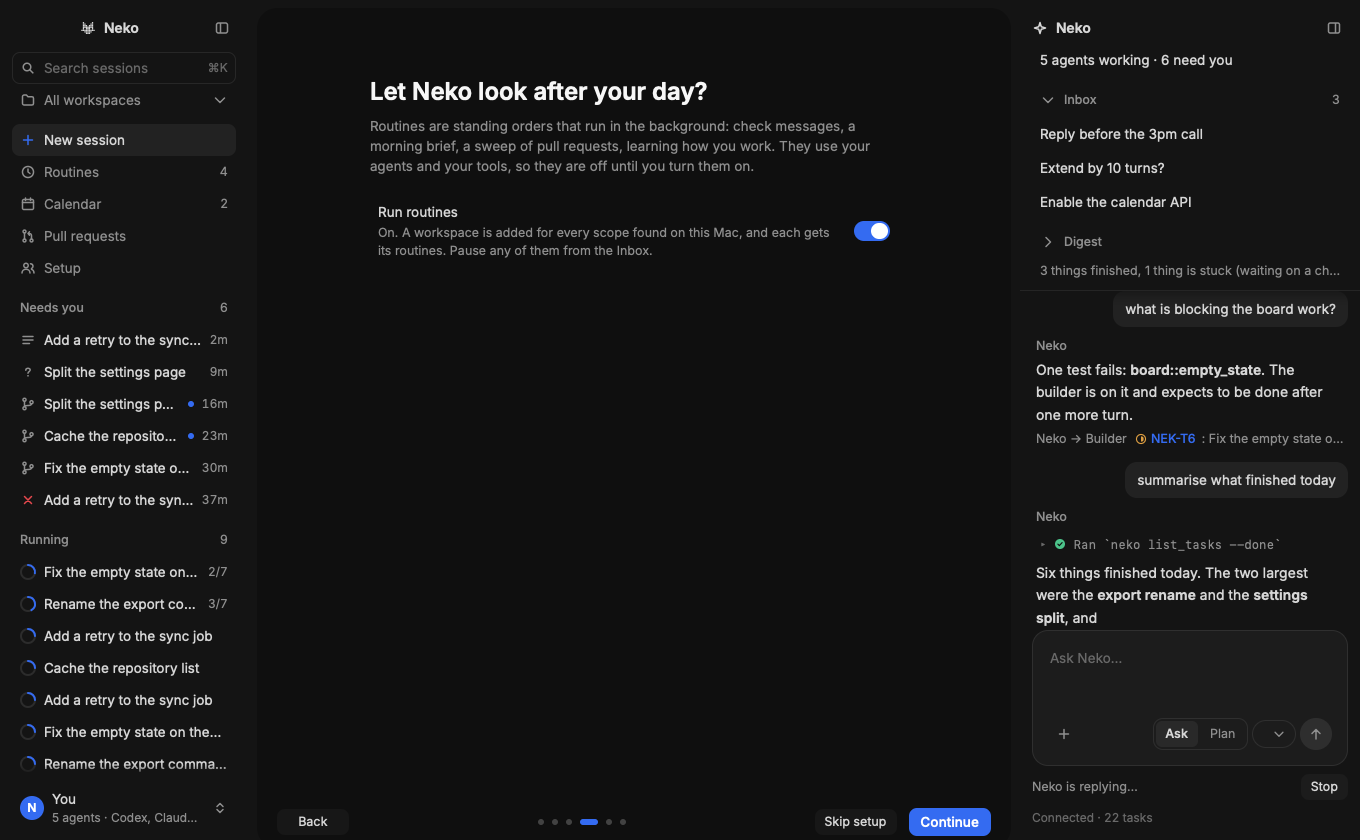 Neko
Search sessions ⌘K
All workspaces
New session
Routines 4
Calendar 2
Pull requests
Setup
Needs you 6
Add a retry to the sync... 2m
? Split the settings page 9m
Split the settings p... 16m
Cache the reposito... 23m
Fix the empty state o... 30m
Add a retry to the syn... 37m
Running 9
Fix the empty state on... 2/7
Rename the export co... 3/7
Add a retry to the sync job
Cache the repository list
Add a retry to the sync job
Fix the empty state on the...
Rename the export comma...
N
You
5 agents · Codex, Claud...
Let Neko look after your day?
Routines are standing orders that run in the background: check messages, a
morning brief, a sweep of pull requests, learning how you work. They use your
agents and your tools, so they are off until you turn them on.
Run routines
On. A workspace is added for every scope found on this Mac, and each gets
its routines. Pause any of them from the Inbox.
Back
Skip setup
Continue
Neko
5 agents working · 6 need you
Inbox 3
Reply before the 3pm call
Extend by 10 turns?
Enable the calendar API
Digest
3 things finished, 1 thing is stuck (waiting on a ch...
what is blocking the board work?
Neko
One test fails: board::empty_state. The
builder is on it and expects to be done after
one more turn.
Neko → Builder NEK-T6 : Fix the empty state o...
summarise what finished today
Neko
Ran `neko list_tasks --done`
Six things finished today. The two largest
were the export rename and the settings
split, and
Ask Neko...
Ask Plan
Neko is replying...
Stop
Connected · 22 tasks